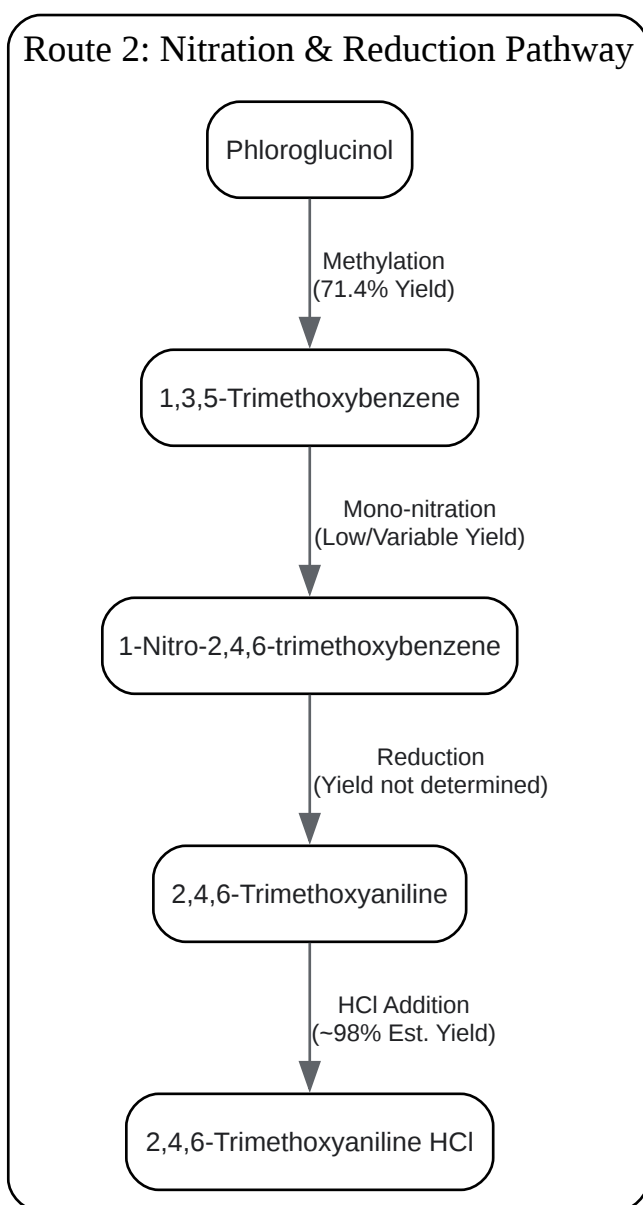 Route 2: Nitration & Reduction Pathway
Phloroglucinol
Methylation
(71.4% Yield)
1,3,5-Trimethoxybenzene
Mono-nitration
(Low/Variable Yield)
1-Nitro-2,4,6-trimethoxybenzene
Reduction
(Yield not determined)
2,4,6-Trimethoxyaniline
HCl Addition
(~98% Est. Yield)
2,4,6-Trimethoxyaniline HCl